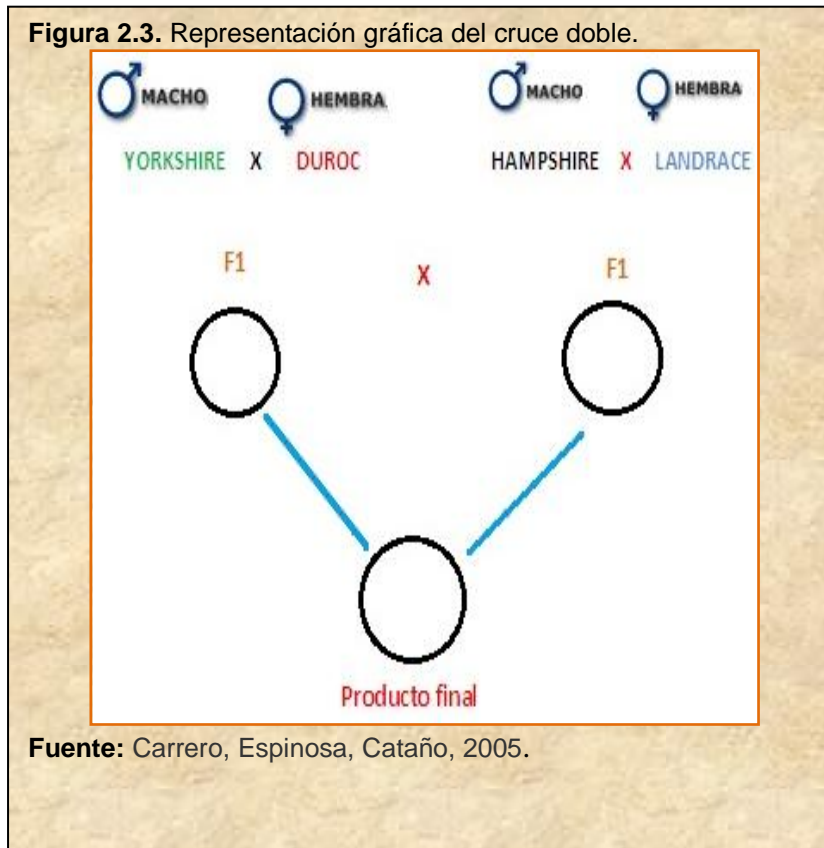 Figura 2.3. Representación gráfica del cruce doble.
MACHO HEMBRA MACHO HEMBRA
YORKSHIRE X DUROC HAMPSHIRE X LANDRACE
F1 X F1
Producto final
Fuente: Carrero, Espinosa, Cataño, 2005.